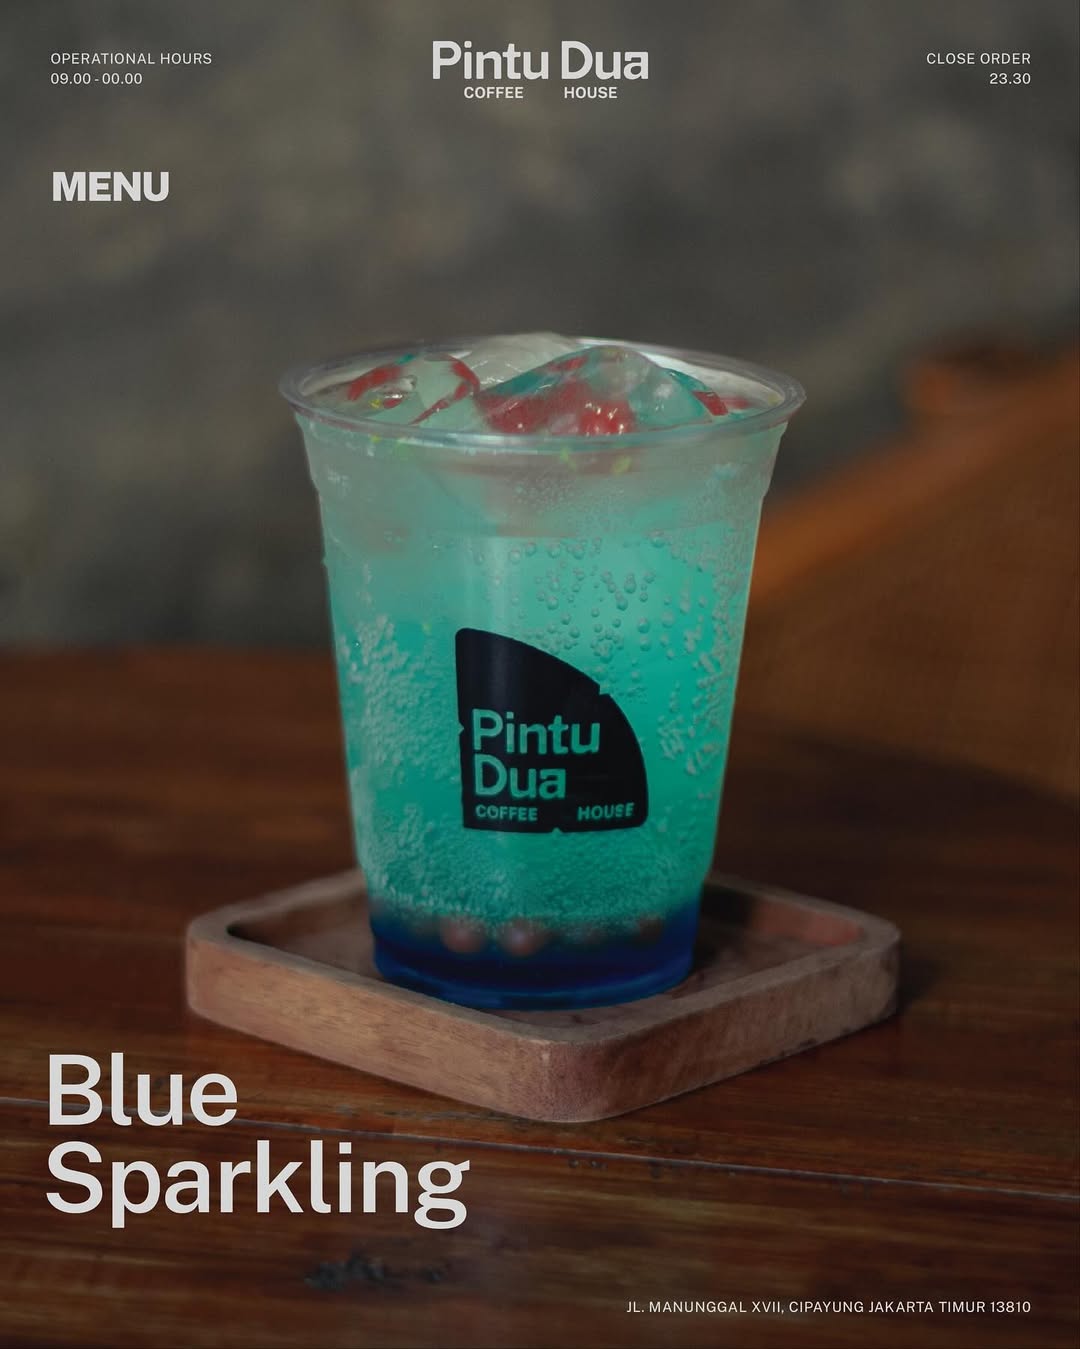 OPERATIONAL HOURS
09.00 - 00.00
Pintu Dua
COFFEE HOUSE
CLOSE ORDER
23.30
MENU
Pintu
Dua
COFFEE HOUSE
Blue
Sparkling
JL. MANUNGGAL XVII, CIPAYUNG JAKARTA TIMUR 13810